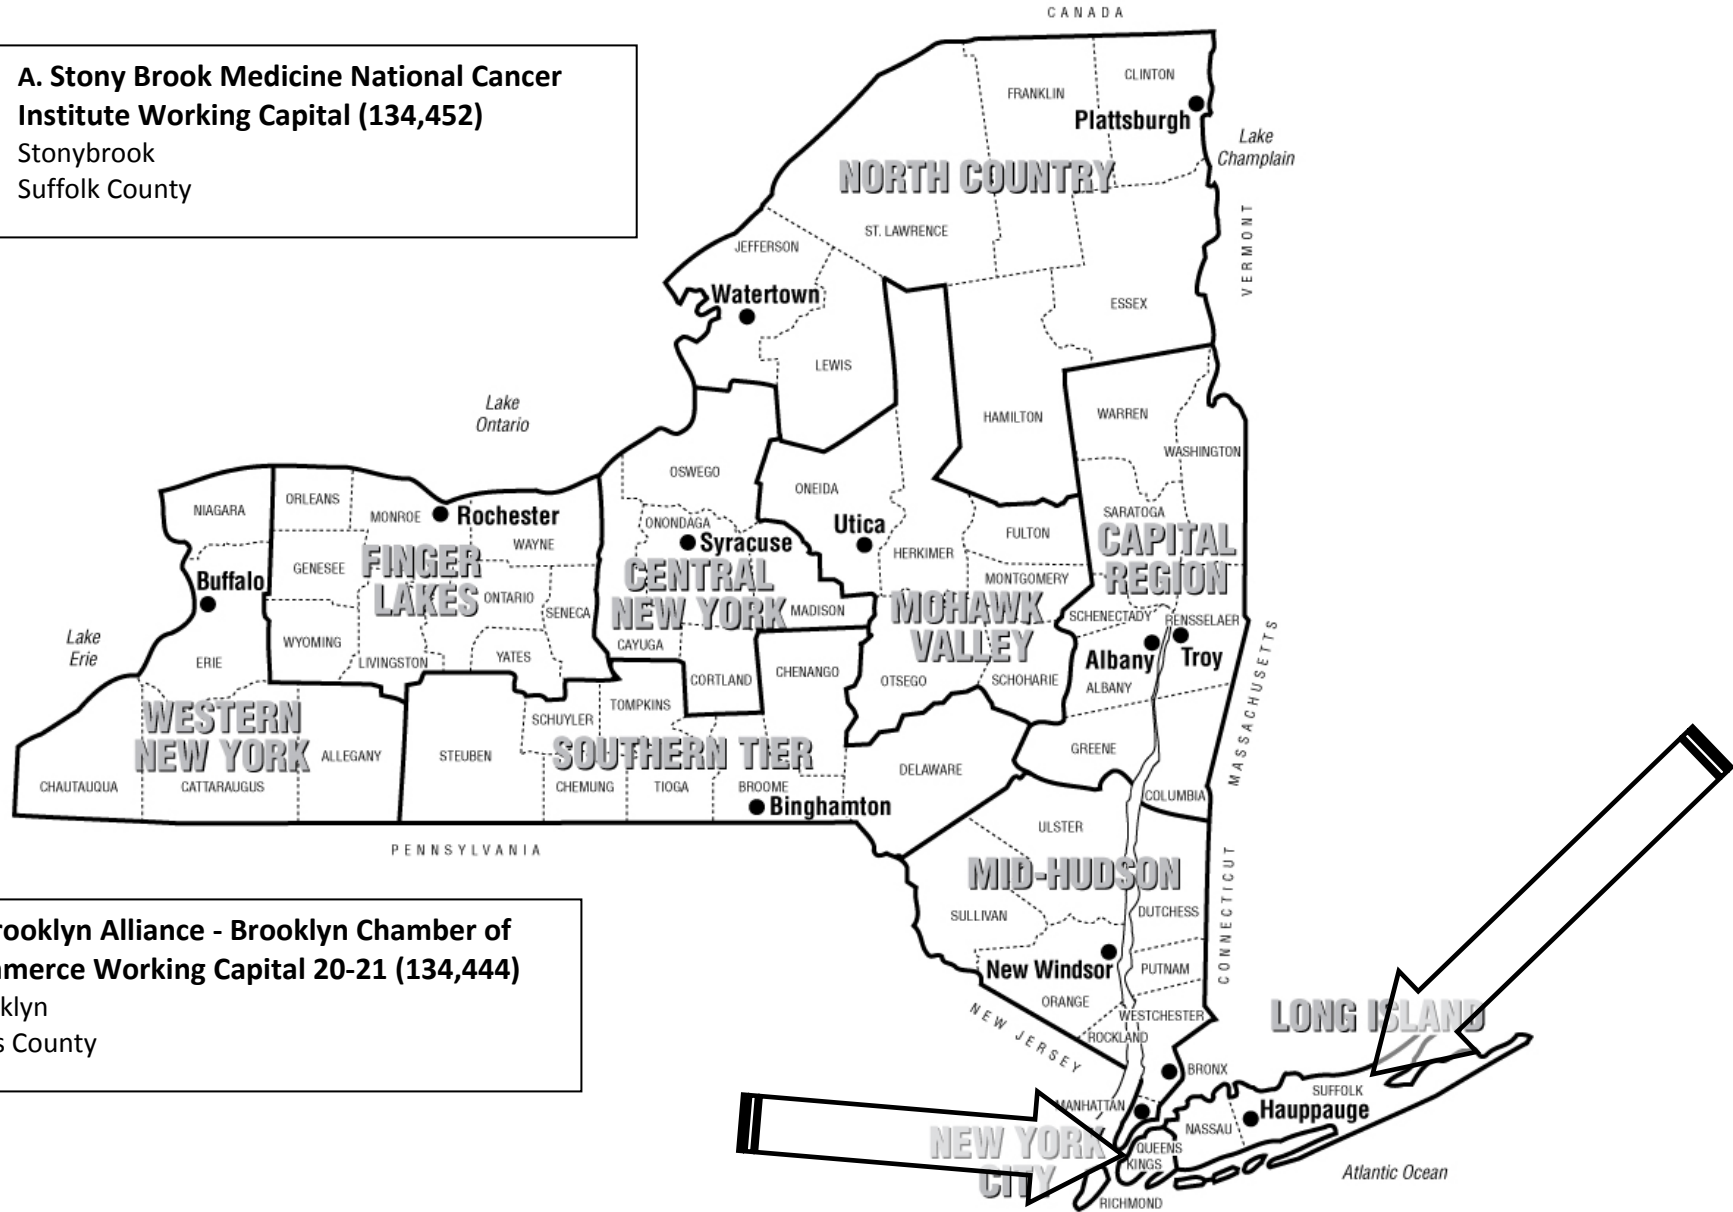 CANADA
A. Stony Brook Medicine National Cancer
Institute Working Capital (134,452)
Stonybrook
Suffolk County
CLINTON
FRANKLIN
Plattsburgh
Lake
Champlain
NORTH COUNTRY
VERMONT
ST. LAWRENCE
JEFFERSON
Watertown
ESSEX
LEWIS
Lake
Ontario
HAMILTON
WARREN
WASHINGTON
OSWEGO
ONEIDA
NIAGARA
ORLEANS
MONROE
Rochester
WAYNE
ONONDAGA
Syracuse
Utica
HERKIMER
FULTON
SARATOGA
CAPITAL
REGION
GENESEE
FINGER
LAKES
ONTARIO
SENECA
CENTRAL
NEW YORK
MADISON
MONTGOMERY
MOHAWK
VALLEY
Buffalo
SCHENECTADY
RENSSELAER
Lake
Erie
ERIE
WYOMING
LIVINGSTON
YATES
CAYUGA
CORTLAND
CHENANGO
OTSEGO
SCHOHARIE
Albany
Troy
ALBANY
MASSACHUSETTS
WESTERN
NEW YORK
ALLEGANY
STEUBEN
SCHUYLER
TOMPKINS
SOUTHERN TIER
DELAWARE
GREENE
COLUMBIA
CHAUTAUQUA
CATTARAUGUS
CHEMUNG
TIOGA
BROOME
Binghamton
PENNSYLVANIA
ULSTER
MID-HUDSON
SULLIVAN
DUTCHESS
CONNECTICUT
rooklyn Alliance - Brooklyn Chamber of
merce Working Capital 20-21 (134,444)
klyn
s County
New Windsor
PUTNAM
ORANGE
WESTCHESTER
ROCKLAND
NEW JERSEY
LONG ISLAND
BRONX
MANHATTAN
SUFFOLK
Hauppauge
NASSAU
NEW YORK
CITY
QUEENS
KINGS
RICHMOND
Atlantic Ocean